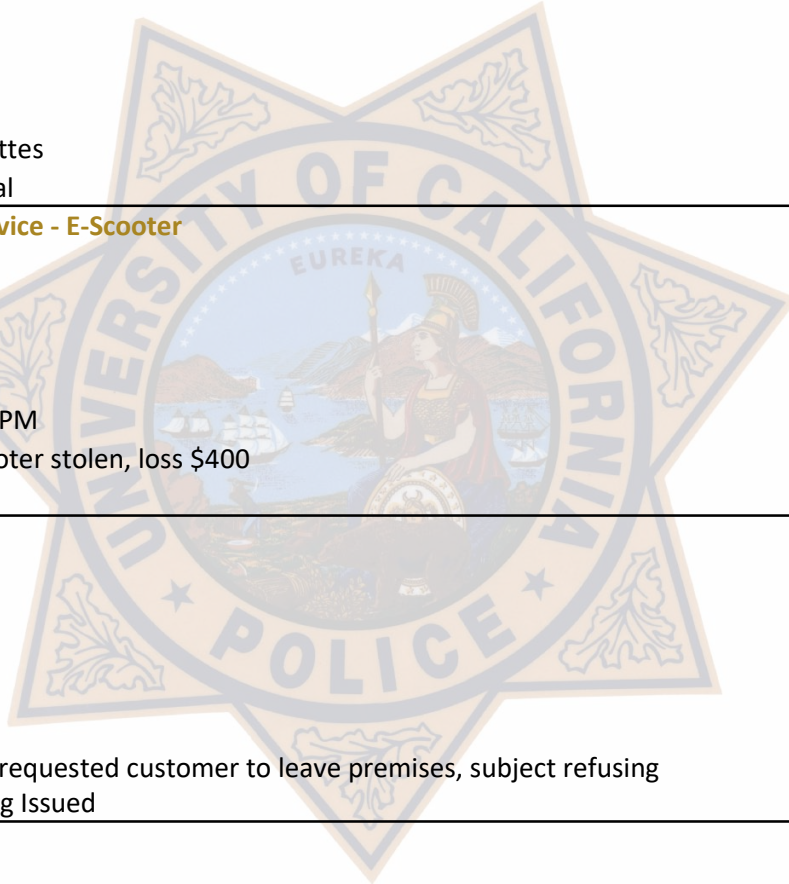 ttes
al
vice - E-Scooter
PM
oter stolen, loss $400
requested customer to leave premises, subject refusing
g Issued
UNIVERSITY OF CALIFORNIA
EUREKA
POLICE